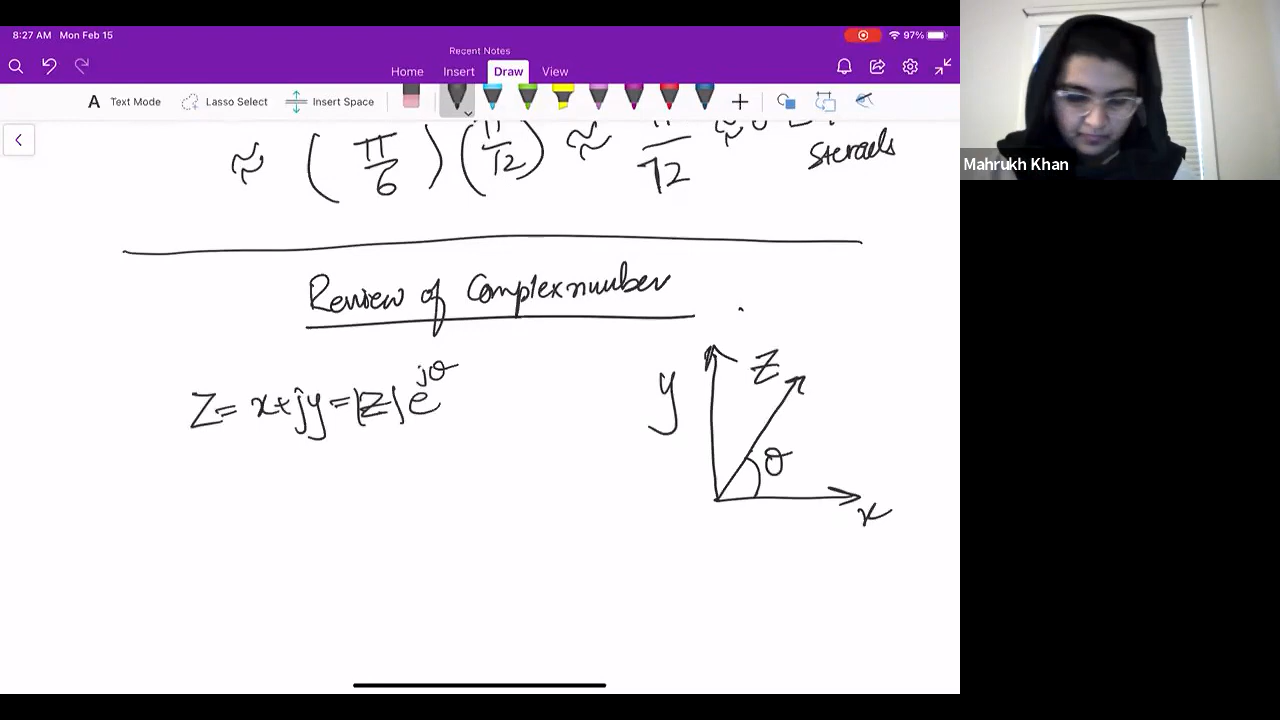 8:27 AM Mon Feb 15
97%
Recent Notes
Home Insert Draw View
A Text Mode Lasso Select Insert Space
≈ (π/6) (π/12) ≈ π/72 ≈
Sterads
Mahrukh Khan
Review of Complex number
Z = x+jy = |Z| e^jθ
y Z
θ
x